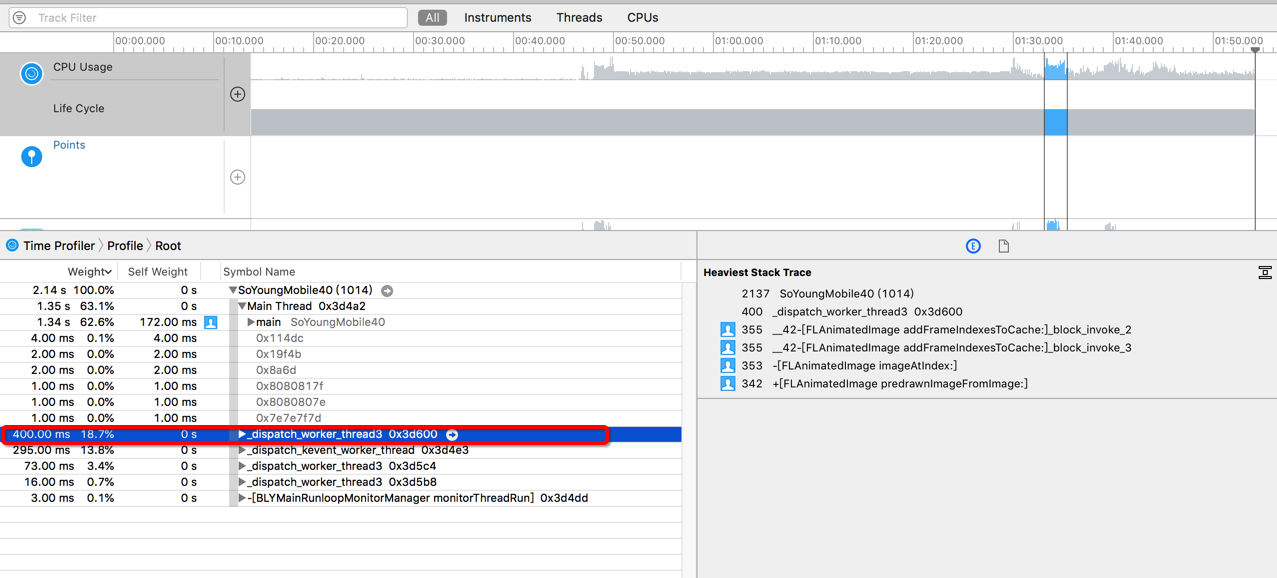 Track Filter All Instruments Threads CPUs
00:00.000 00:10.000 00:20.000 00:30.000 00:40.000 00:50.000 01:00.000 01:10.000 01:20.000 01:30.000 01:40.000 01:50.000
CPU Usage
Life Cycle
Points
Time Profiler Profile Root
Weight Self Weight Symbol Name
2.14 s 100.0% 0 s SoYoungMobile40 (1014)
1.35 s 63.1% 0 s Main Thread 0x3d4a2
1.34 s 62.6% 172.00 ms main SoYoungMobile40
4.00 ms 0.1% 4.00 ms 0x114dc
2.00 ms 0.0% 2.00 ms 0x19f4b
2.00 ms 0.0% 2.00 ms 0x8a6d
1.00 ms 0.0% 1.00 ms 0x8080817f
1.00 ms 0.0% 1.00 ms 0x8080807e
1.00 ms 0.0% 1.00 ms 0x7e7e7f7d
400.00 ms 18.7% 0 s _dispatch_worker_thread3 0x3d600
295.00 ms 13.8% 0 s _dispatch_kevent_worker_thread 0x3d4e3
73.00 ms 3.4% 0 s _dispatch_worker_thread3 0x3d5c4
16.00 ms 0.7% 0 s _dispatch_worker_thread3 0x3d5b8
3.00 ms 0.1% 0 s -[BLYMainRunloopMonitorManager monitorThreadRun] 0x3d4dd
E
Heaviest Stack Trace
2137 SoYoungMobile40 (1014)
400 _dispatch_worker_thread3 0x3d600
355 __42-[FLAnimatedImage addFrameIndexesToCache:]_block_invoke_2
355 __42-[FLAnimatedImage addFrameIndexesToCache:]_block_invoke_3
353 -[FLAnimatedImage imageAtIndex:]
342 +[FLAnimatedImage predrawnImageFromImage:]